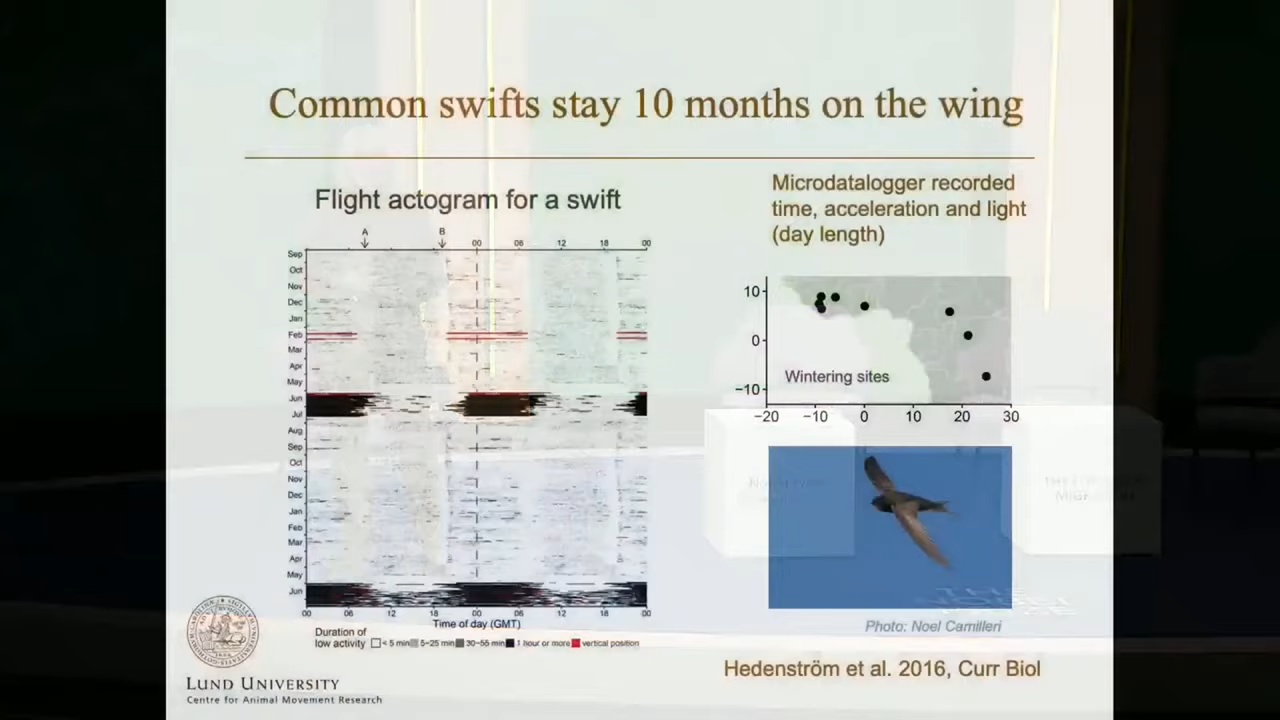 Common swifts stay 10 months on the wing
Flight actogram for a swift
A
B
00 06 12 18 00
Sep
Oct
Nov
Dec
Jan
Feb
Mar
Apr
May
Jun
Jul
Aug
Sep
Oct
Nov
Dec
Jan
Feb
Mar
Apr
May
Jun
00 06 12 18 00 06 12 18 00
Time of day (GMT)
Duration of
low activity < 5 min 5-25 min 30-55 min 1 hour or more vertical position
Microdatalogger recorded
time, acceleration and light
(day length)
10
0
−10
Wintering sites
−20 −10 0 10 20 30
Photo: Noel Camilleri
Hedenström et al. 2016, Curr Biol
LUND UNIVERSITY
Centre for Animal Movement Research